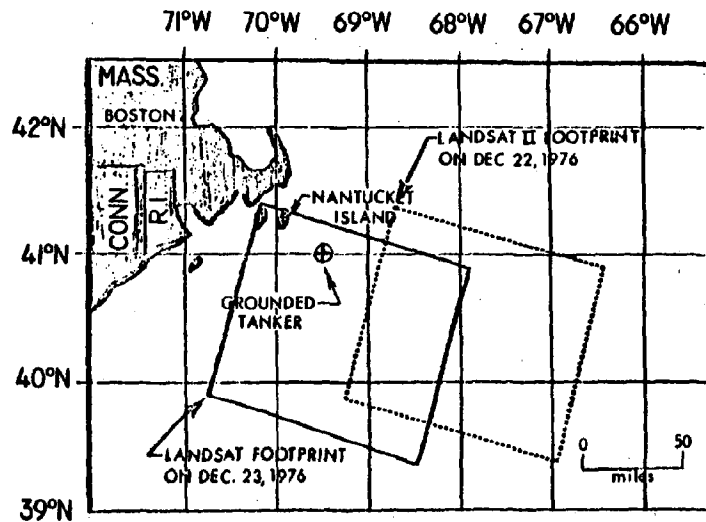 71°W 70°W 69°W 68°W 67°W 66°W
MASS.
BOSTON
42°N
LANDSAT II FOOTPRINT
ON DEC 22, 1976
CONN.
R.I.
NANTUCKET
ISLAND
41°N
GROUNDED
TANKER
40°N
LANDSAT FOOTPRINT
ON DEC. 23, 1976
0 50
miles
39°N